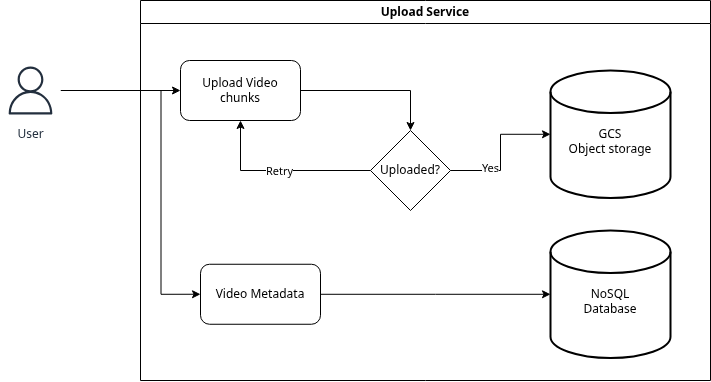 Upload Service
User
Upload Video
chunks
Uploaded?
Retry
Yes
GCS
Object storage
Video Metadata
NoSQL
Database